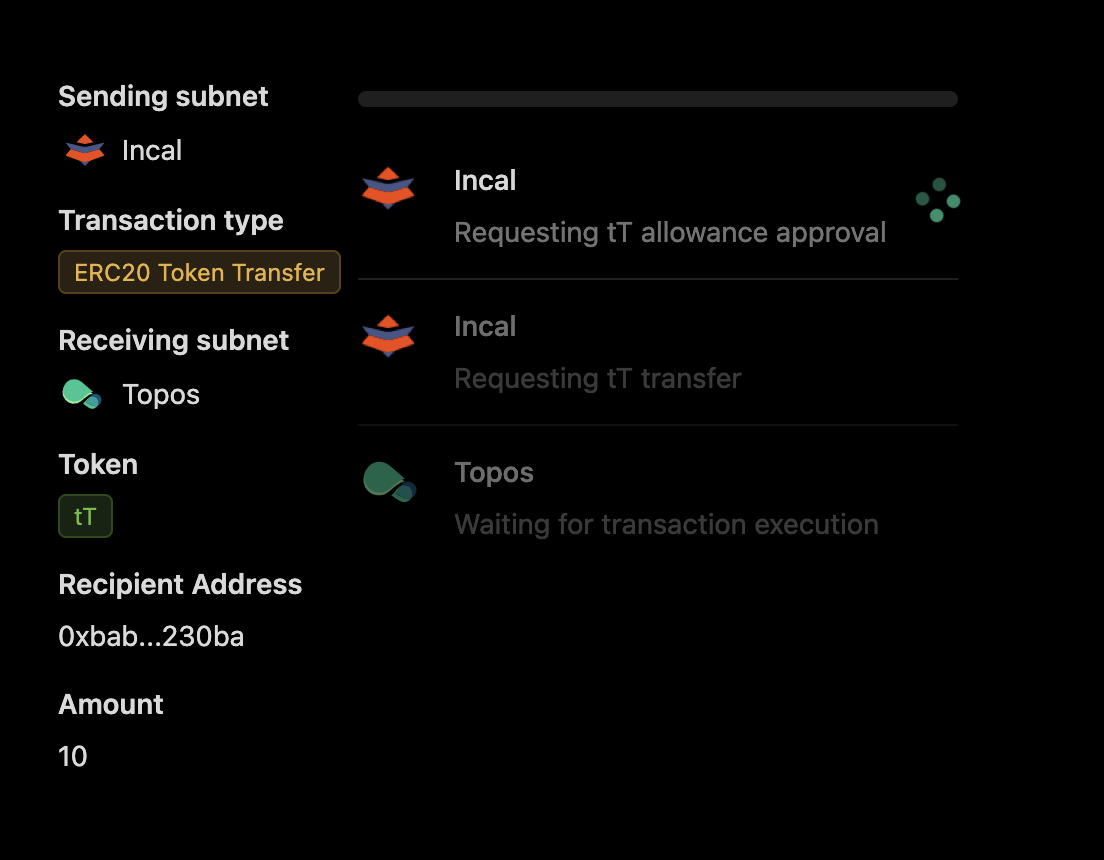 Sending subnet
Incal
Transaction type
ERC20 Token Transfer
Receiving subnet
Topos
Token
tT
Recipient Address
0xbab...230ba
Amount
10
Incal
Requesting tT allowance approval
Incal
Requesting tT transfer
Topos
Waiting for transaction execution